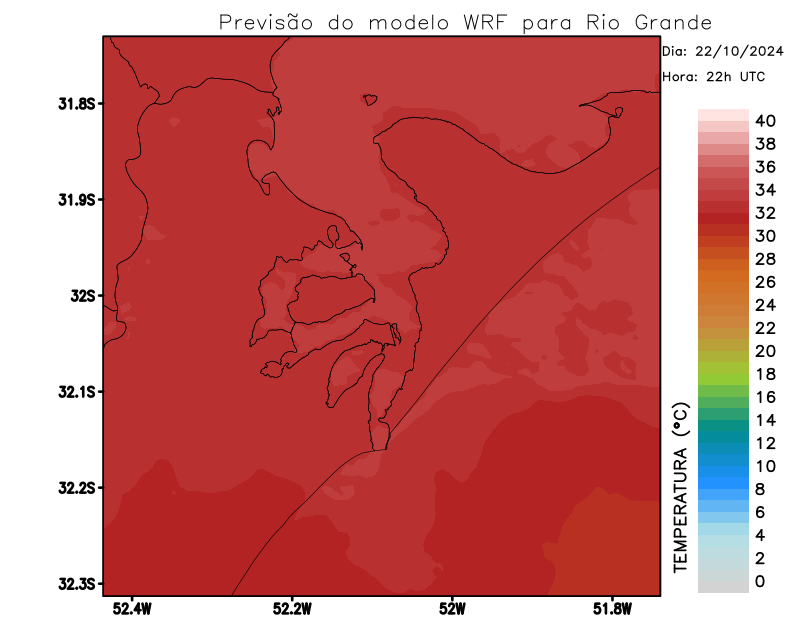 Previsão do modelo WRF para Rio Grande
Dia: 22/10/2024
Hora: 22h UTC
31.8S
31.9S
32S
32.1S
32.2S
32.3S
52.4W
52.2W
52W
51.8W
TEMPERATURA (°C)
40
38
36
34
32
30
28
26
24
22
20
18
16
14
12
10
8
6
4
2
0